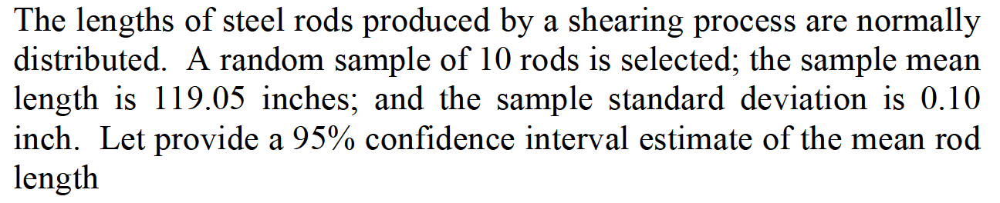 The lengths of steel rods produced by a shearing process are normally
distributed. A random sample of 10 rods is selected; the sample mean
length is 119.05 inches; and the sample standard deviation is 0.10
inch. Let provide a 95% confidence interval estimate of the mean rod
length